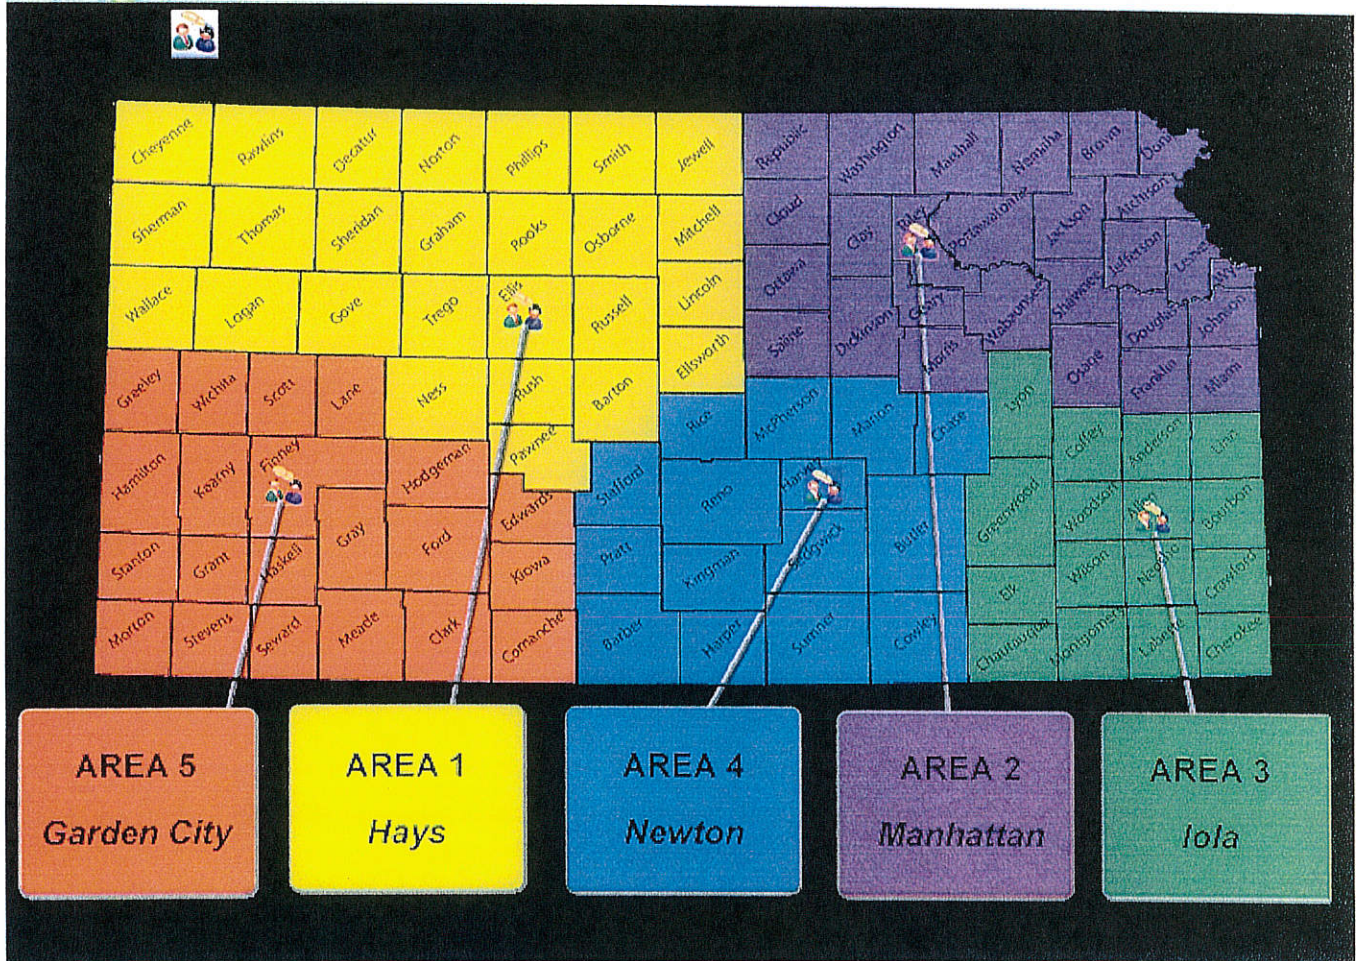 Cheyenne
Rawlins
Decatur
Norton
Phillips
Smith
Jewell
Republic
Washington
Marshall
Nemaha
Brown
Doni
Sherman
Thomas
Sheridan
Graham
Rooks
Osborne
Mitchell
Cloud
Clay
Riley
Pottawatomie
Jackson
Atchison
Jefferson
Wallace
Logan
Gove
Trego
Ellis
Russell
Lincoln
Ottawa
Dickinson
Geary
Wabaunsee
Shawnee
Douglas
Johnson
Ellsworth
Saline
Morris
Osage
Franklin
Miami
Greeley
Wichita
Scott
Lane
Ness
Rush
Barton
Rice
McPherson
Marion
Chase
Lyon
Coffey
Anderson
Linn
Hamilton
Kearny
Finney
Hodgeman
Pawnee
Stafford
Reno
Harvey
Butler
Greenwood
Woodson
Allen
Bourbon
Gray
Ford
Edwards
Stanton
Grant
Haskell
Kiowa
Pratt
Kingman
Sedgwick
Elk
Wilson
Neosho
Crawford
Morton
Stevens
Seward
Meade
Clark
Comanche
Barber
Harper
Sumner
Cowley
Chautauqua
Montgomery
Labette
Cherokee
AREA 5
Garden City
AREA 1
Hays
AREA 4
Newton
AREA 2
Manhattan
AREA 3
Iola